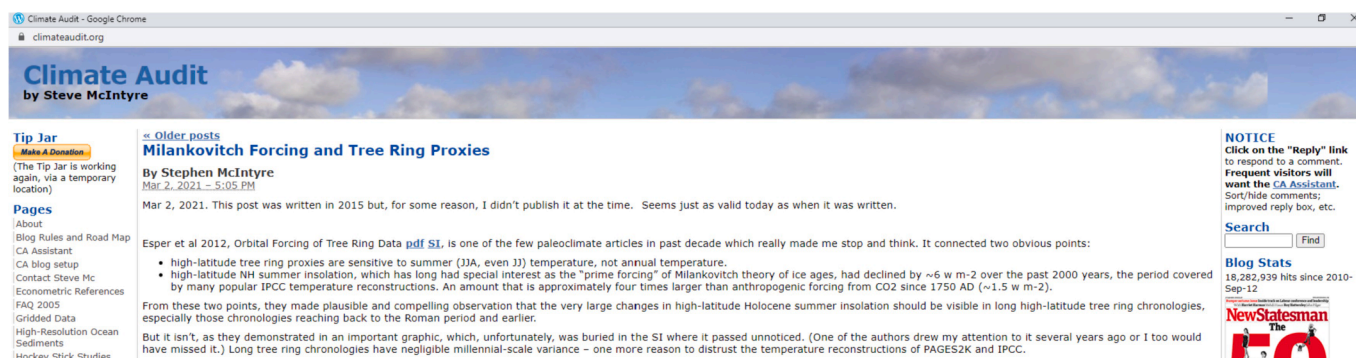 Climate Audit - Google Chrome
climateaudit.org
Climate Audit
by Steve McIntyre
Tip Jar
Make A Donation
(The Tip Jar is working
again, via a temporary
location)
Pages
About
Blog Rules and Road Map
CA Assistant
CA blog setup
Contact Steve Mc
Econometric References
FAQ 2005
Gridded Data
High-Resolution Ocean
Sediments
Hockey Stick Studies
« Older posts
Milankovitch Forcing and Tree Ring Proxies
By Stephen McIntyre
Mar 2, 2021 – 5:05 PM
Mar 2, 2021. This post was written in 2015 but, for some reason, I didn't publish it at the time. Seems just as valid today as when it was written.
Esper et al 2012, Orbital Forcing of Tree Ring Data pdf SI, is one of the few paleoclimate articles in past decade which really made me stop and think. It connected two obvious points:
• high-latitude tree ring proxies are sensitive to summer (JJA, even JJ) temperature, not annual temperature.
• high-latitude NH summer insolation, which has long had special interest as the "prime forcing" of Milankovitch theory of ice ages, had declined by ~6 w m-2 over the past 2000 years, the period covered
by many popular IPCC temperature reconstructions. An amount that is approximately four times larger than anthropogenic forcing from CO2 since 1750 AD (~1.5 w m-2).
From these two points, they made plausible and compelling observation that the very large changes in high-latitude Holocene summer insolation should be visible in long high-latitude tree ring chronologies,
especially those chronologies reaching back to the Roman period and earlier.
But it isn't, as they demonstrated in an important graphic, which, unfortunately, was buried in the SI where it passed unnoticed. (One of the authors drew my attention to it several years ago or I too would
have missed it.) Long tree ring chronologies have negligible millennial-scale variance – one more reason to distrust the temperature reconstructions of PAGES2K and IPCC.
NOTICE
Click on the "Reply" link
to respond to a comment.
Frequent visitors will
want the CA Assistant.
Sort/hide comments;
improved reply box, etc.
Search
Find
Blog Stats
18,282,939 hits since 2010-
Sep-12
NewStatesman
The
50